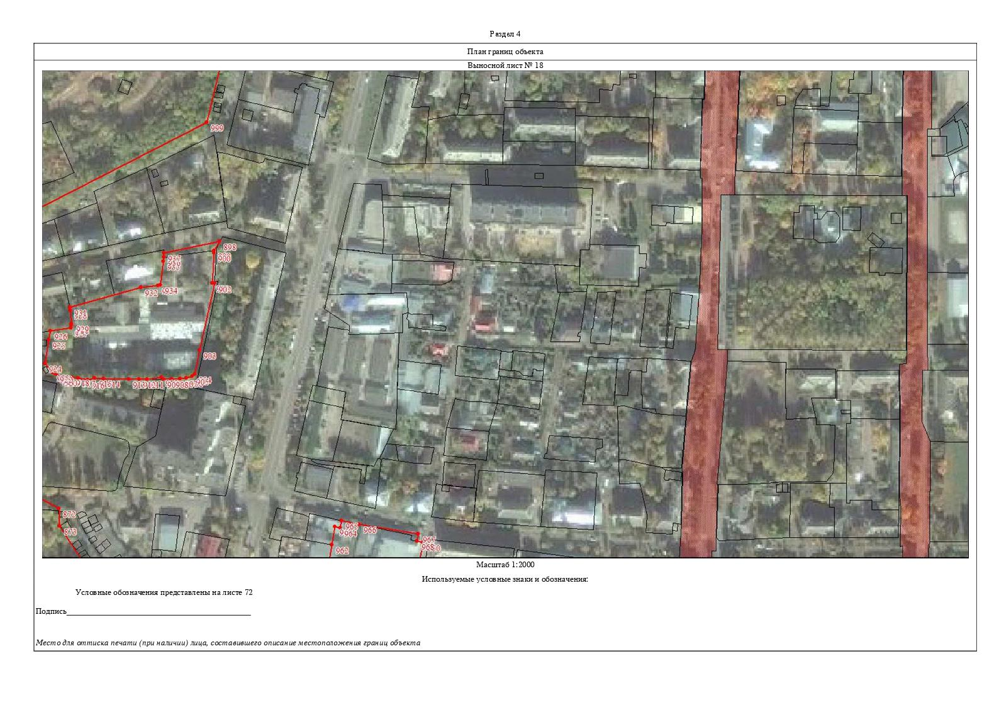 Раздел 4
План границ объекта
Выносной лист № 18
999
898
900
937
902
932
934
931
929
926
925
903
924
872
873
965
964
966
967
968
962
Масштаб 1:2000
Используемые условные знаки и обозначения:
Условные обозначения представлены на листе 72
Подпись
Место для оттиска печати (при наличии) лица, составившего описание местоположения границ объекта